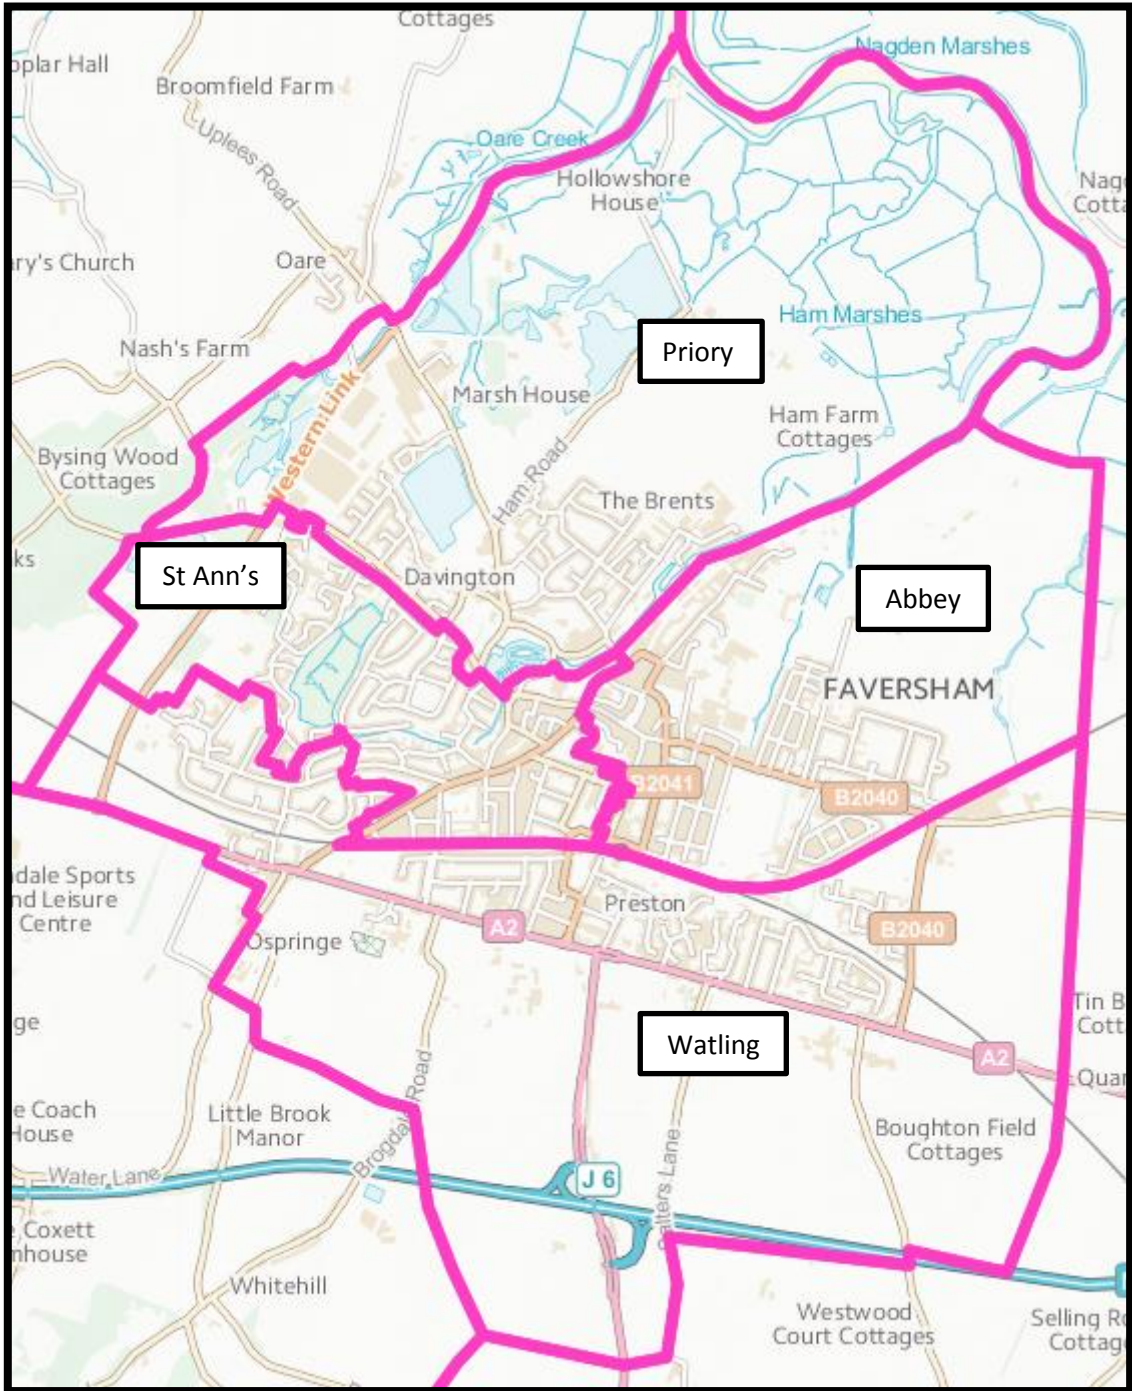 Cottages
oplar Hall
Nagden Marshes
Broomfield Farm
Uplees Road
Oare Creek
Hollowshore
House
Nag
Cotta
ary's Church
Oare
Ham Marshes
Nash's Farm
Priory
Marsh House
Western Link
Ham Farm
Cottages
Bysing Wood
Cottages
Ham Road
The Brents
ks
St Ann's
Davington
Abbey
FAVERSHAM
B2041
B2040
dale Sports
nd Leisure
Centre
Preston
A2
B2040
Ospringe
Tin B
Cott
ge
Watling
A2
Quar
Brogdale Road
e Coach
House
Little Brook
Manor
Boughton Field
Cottages
Water Lane
J 6
alters Lane
Coxett
mhouse
Whitehill
Westwood
Court Cottages
Selling Ro
Cottag